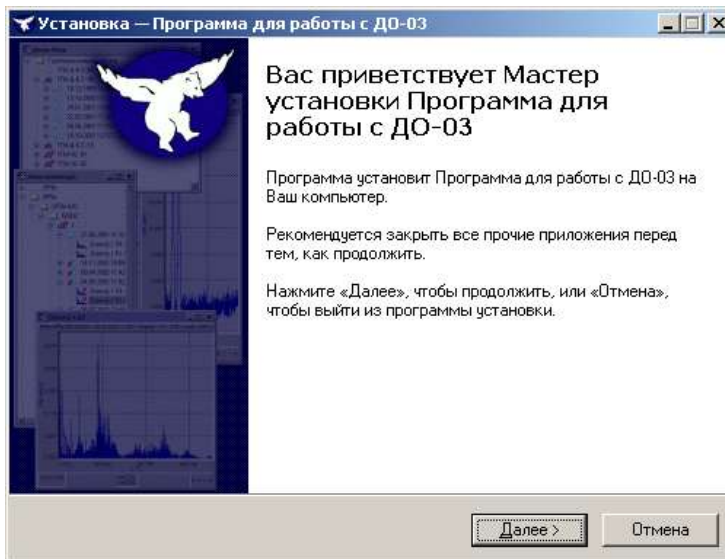 Установка — Программа для работы с ДО-03
Вас приветствует Мастер
установки Программа для
работы с ДО-03
Программа установит Программа для работы с ДО-03 на
Ваш компьютер.
Рекомендуется закрыть все прочие приложения перед
тем, как продолжить.
Нажмите «Далее», чтобы продолжить, или «Отмена»,
чтобы выйти из программы установки.
Далее >
Отмена